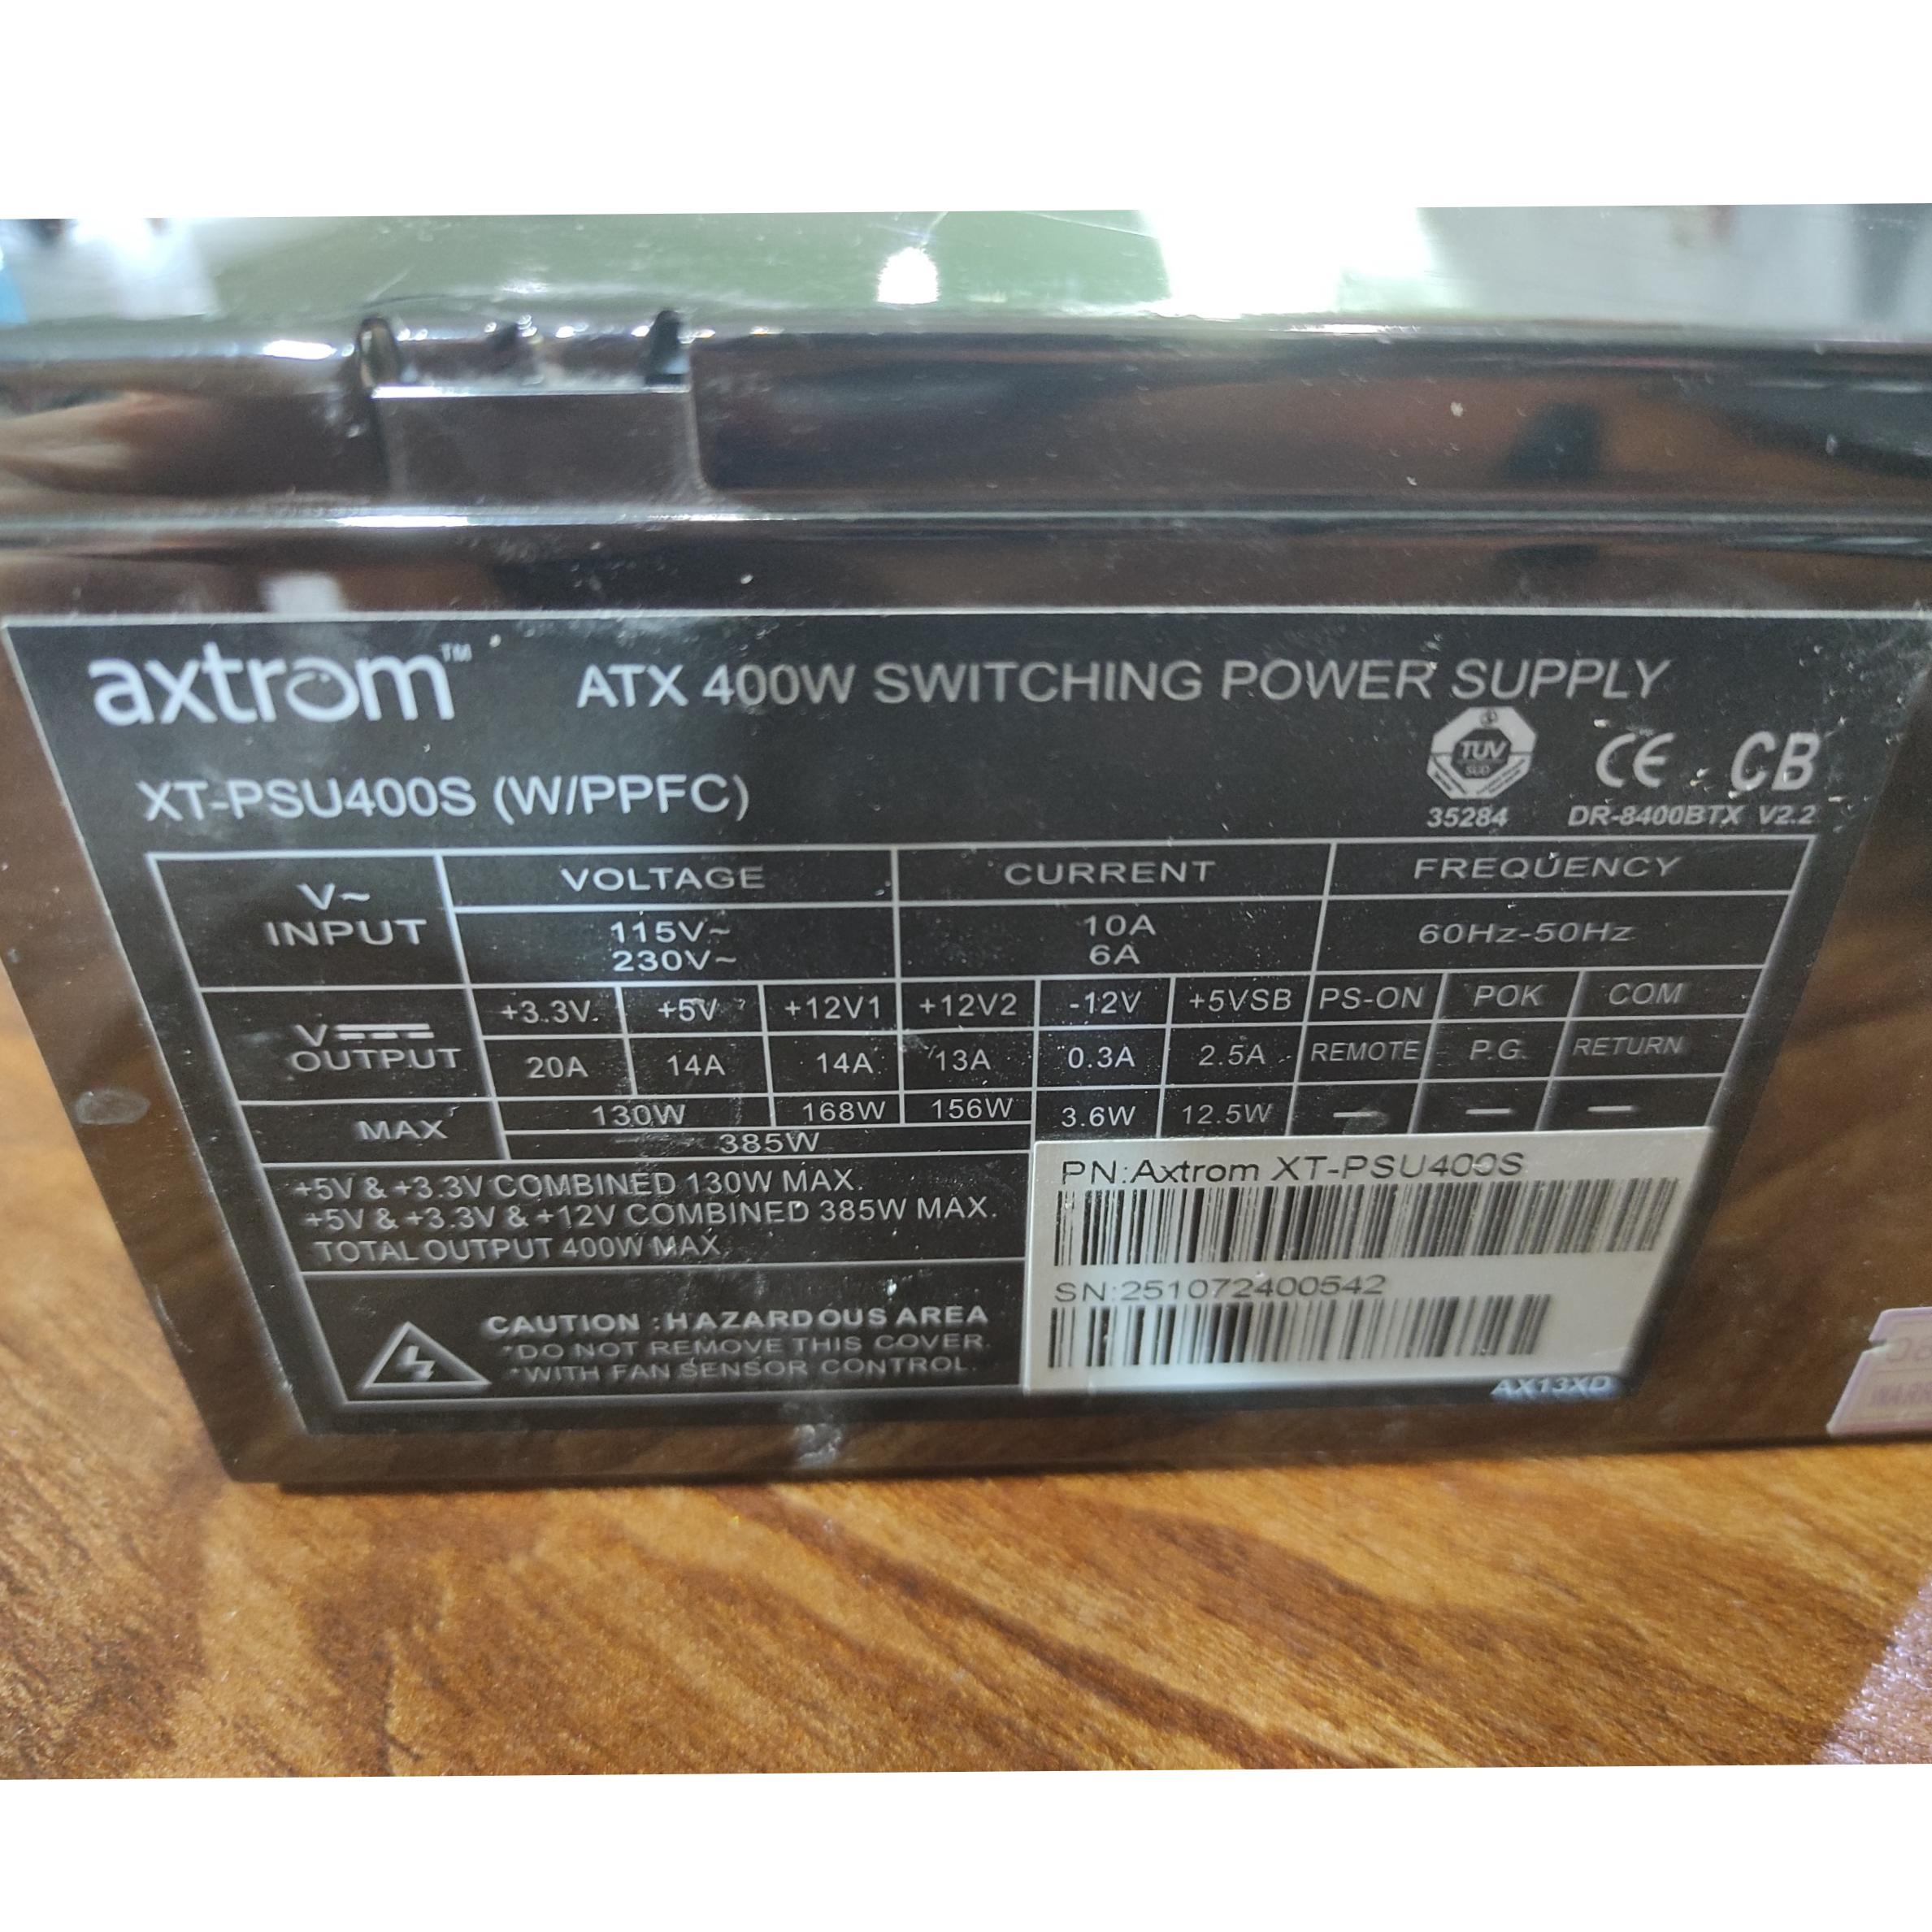 axtrom™ ATX 400W SWITCHING POWER SUPPLY
XT-PSU400S (W/PPFC)
TUV
SUD
CE CB
35284 DR-8400BTX V2.2
V~ INPUT VOLTAGE CURRENT FREQUENCY
115V~ 10A 60Hz-50Hz
230V~ 6A
V OUTPUT +3.3V +5V +12V1 +12V2 -12V +5VSB PS-ON POK COM
20A 14A 14A 13A 0.3A 2.5A REMOTE P.G. RETURN
MAX 130W 168W 156W 3.6W 12.5W — — —
385W
+5V & +3.3V COMBINED 130W MAX.
+5V & +3.3V & +12V COMBINED 385W MAX.
TOTAL OUTPUT 400W MAX
CAUTION :HAZARDOUS AREA
*DO NOT REMOVE THIS COVER.
*WITH FAN SENSOR CONTROL.
PN:Axtrom XT-PSU400S
SN:251072400542
AX13XD